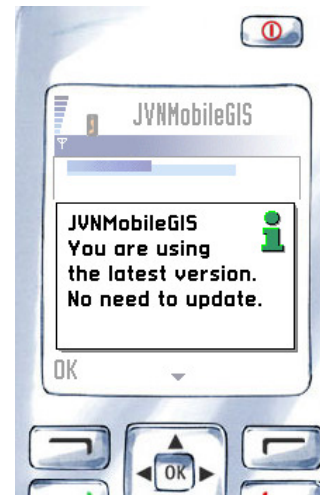 JVNMobileGIS
JVNMobileGIS
You are using
the latest version.
No need to update.
OK
OK